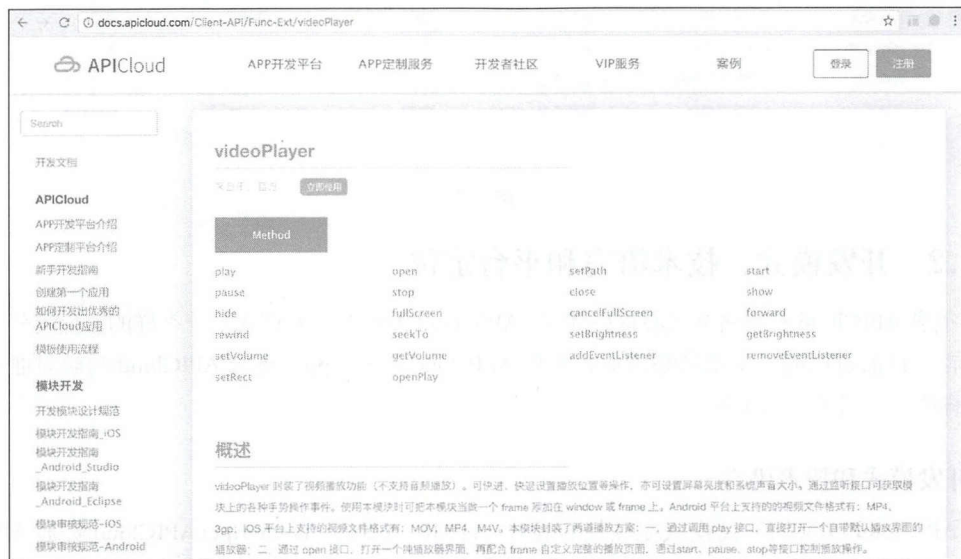 docs.apicloud.com/Client-API/Func-Ext/videoPlayer
APICloud
APP开发平台
APP定制服务
开发者社区
VIP服务
案例
登录
注册
Search
开发文档
APICloud
APP开发平台介绍
APP定制平台介绍
新手开发指南
创建第一个应用
如何开发出优秀的
APICloud应用
模板使用流程
模块开发
开发模块设计规范
模块开发指南_iOS
模块开发指南
_Android_Studio
模块开发指南
_Android_Eclipse
模块审核规范-iOS
模块审核规范-Android
videoPlayer
立即使用
Method
play open setPath start
pause stop close show
hide fullScreen cancelFullScreen forward
rewind seekTo setBrightness getBrightness
setVolume getVolume addEventListener removeEventListener
setRect openPlay
概述
videoPlayer 封装了视频播放功能（不支持音频播放）。可快进、快退设置播放位置等操作，亦可设置屏幕亮度和系统声音大小。通过监听接口可获取模
块上的各种手势操作事件。使用本模块时可把本模块当做一个 frame 添加在 window 或 frame 上。Android 平台上支持的的视频文件格式有：MP4，
3gp，iOS 平台上支持的视频文件格式有：MOV，MP4，M4V。本模块封装了两道播放方案：一、通过调用 play 接口，直接打开一个自带默认播放界面的
播放器；二、通过 open 接口，打开一个纯播放器界面，再配合 frame 自定义完整的播放页面，通过start、pause、stop等接口控制播放操作。